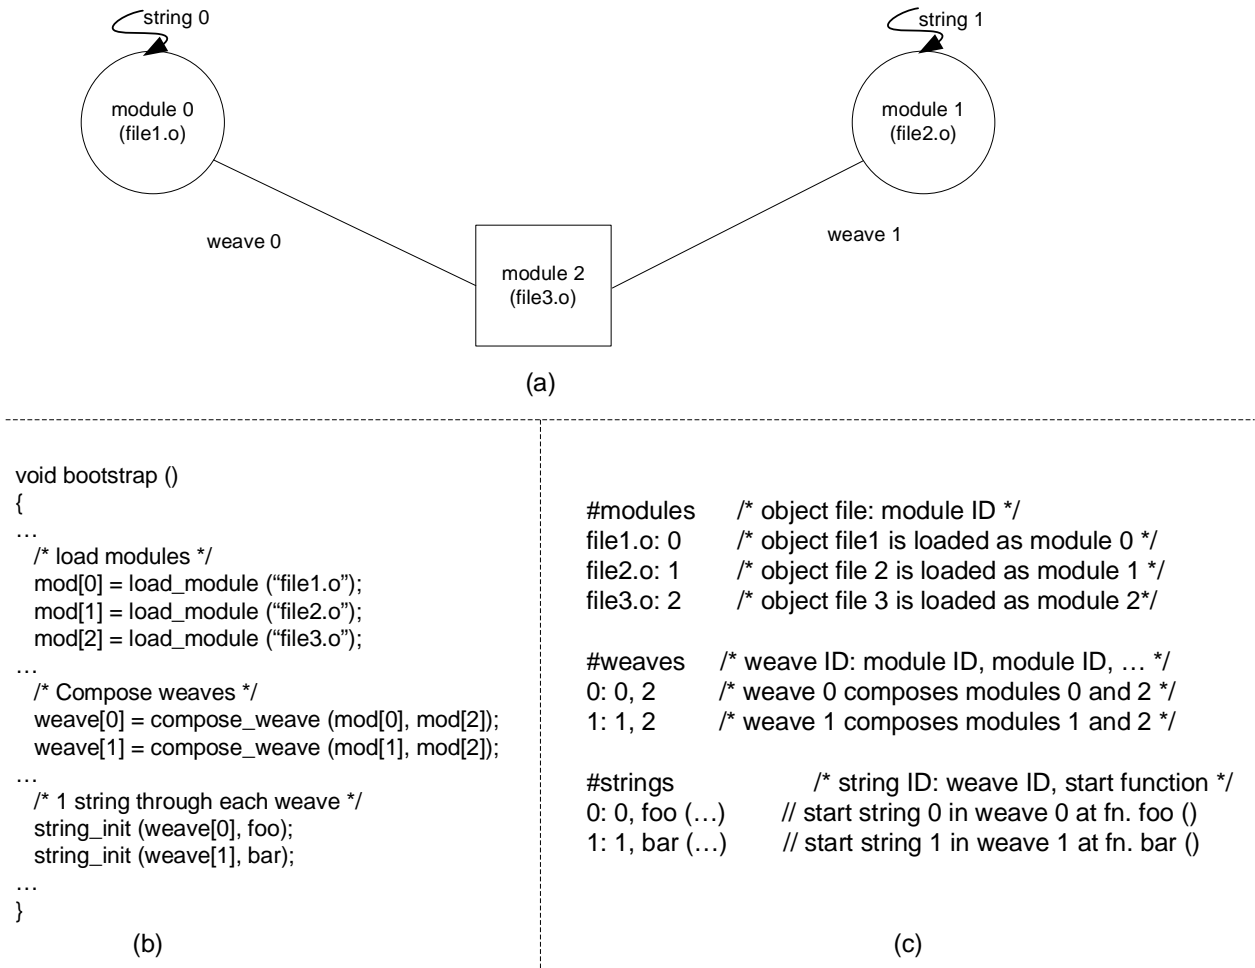 string 0
string 1
module 0
(file1.o)
module 1
(file2.o)
weave 0
weave 1
module 2
(file3.o)
(a)
void bootstrap ()
{
…
/* load modules */
mod[0] = load_module (“file1.o”);
mod[1] = load_module (“file2.o”);
mod[2] = load_module (“file3.o”);
…
/* Compose weaves */
weave[0] = compose_weave (mod[0], mod[2]);
weave[1] = compose_weave (mod[1], mod[2]);
…
/* 1 string through each weave */
string_init (weave[0], foo);
string_init (weave[1], bar);
…
}
(b)
#modules /* object file: module ID */
file1.o: 0 /* object file1 is loaded as module 0 */
file2.o: 1 /* object file 2 is loaded as module 1 */
file3.o: 2 /* object file 3 is loaded as module 2*/
#weaves /* weave ID: module ID, module ID, … */
0: 0, 2 /* weave 0 composes modules 0 and 2 */
1: 1, 2 /* weave 1 composes modules 1 and 2 */
#strings /* string ID: weave ID, start function */
0: 0, foo (…) // start string 0 in weave 0 at fn. foo ()
1: 1, bar (…) // start string 1 in weave 1 at fn. bar ()
(c)